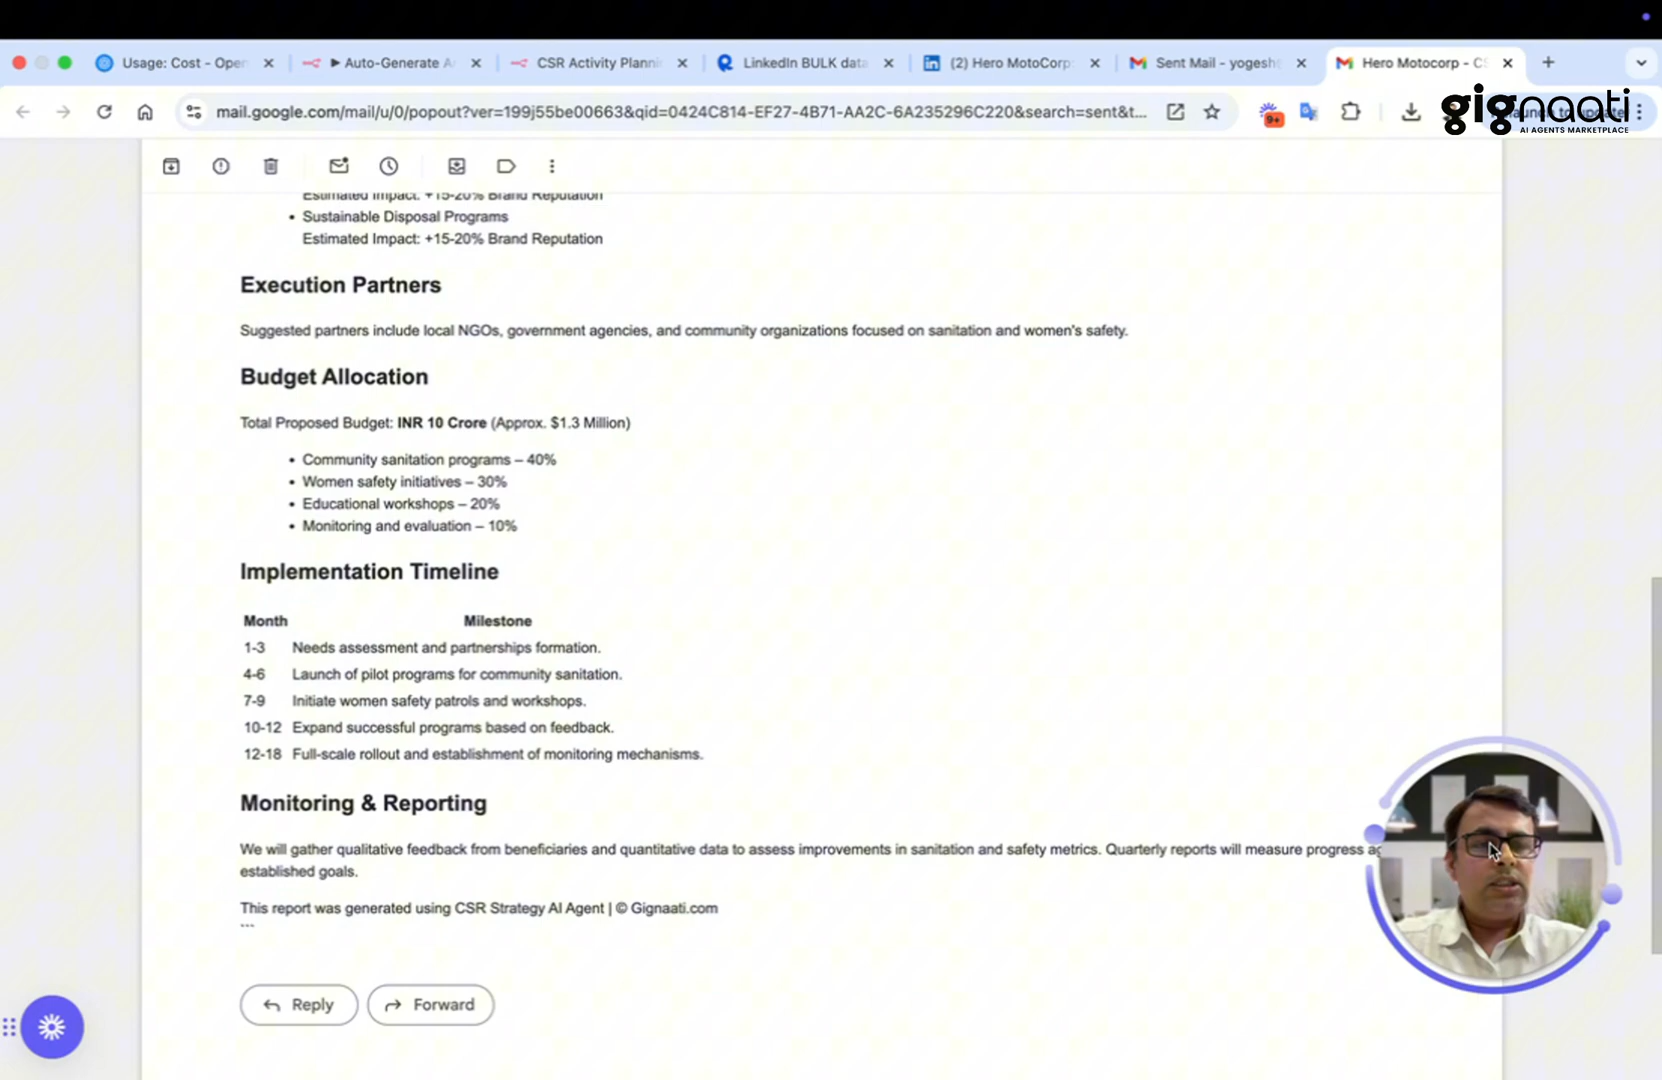 Usage: Cost - Open
▶ Auto-Generate A
CSR Activity Plannin
LinkedIn BULK data
(2) Hero MotoCorp:
Sent Mail - yogesh
Hero Motocorp - CS
mail.google.com/mail/u/0/popout?ver=199j55be00663&qid=0424C814-EF27-4B71-AA2C-6A235296C220&search=sent&t...
9+
gignaati
AI AGENTS MARKETPLACE
Estimated Impact: +15-20% Brand Reputation
• Sustainable Disposal Programs
Estimated Impact: +15-20% Brand Reputation
Execution Partners
Suggested partners include local NGOs, government agencies, and community organizations focused on sanitation and women's safety.
Budget Allocation
Total Proposed Budget: INR 10 Crore (Approx. $1.3 Million)
• Community sanitation programs – 40%
• Women safety initiatives – 30%
• Educational workshops – 20%
• Monitoring and evaluation – 10%
Implementation Timeline
Month Milestone
1-3 Needs assessment and partnerships formation.
4-6 Launch of pilot programs for community sanitation.
7-9 Initiate women safety patrols and workshops.
10-12 Expand successful programs based on feedback.
12-18 Full-scale rollout and establishment of monitoring mechanisms.
Monitoring & Reporting
We will gather qualitative feedback from beneficiaries and quantitative data to assess improvements in sanitation and safety metrics. Quarterly reports will measure progress
established goals.
This report was generated using CSR Strategy AI Agent | © Gignaati.com
```
Reply
Forward